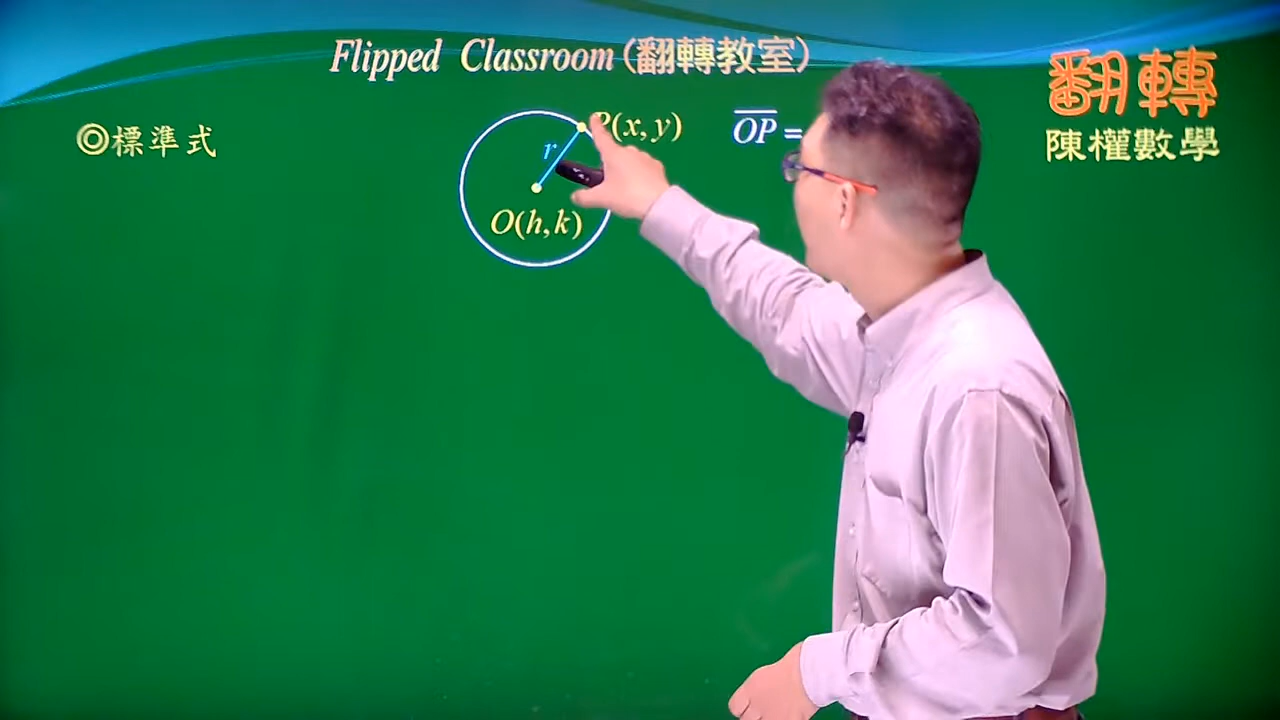 Flipped Classroom (翻轉教室)
翻轉
陳權數學
◎標準式
P(x, y)
r
O(h, k)
OP =